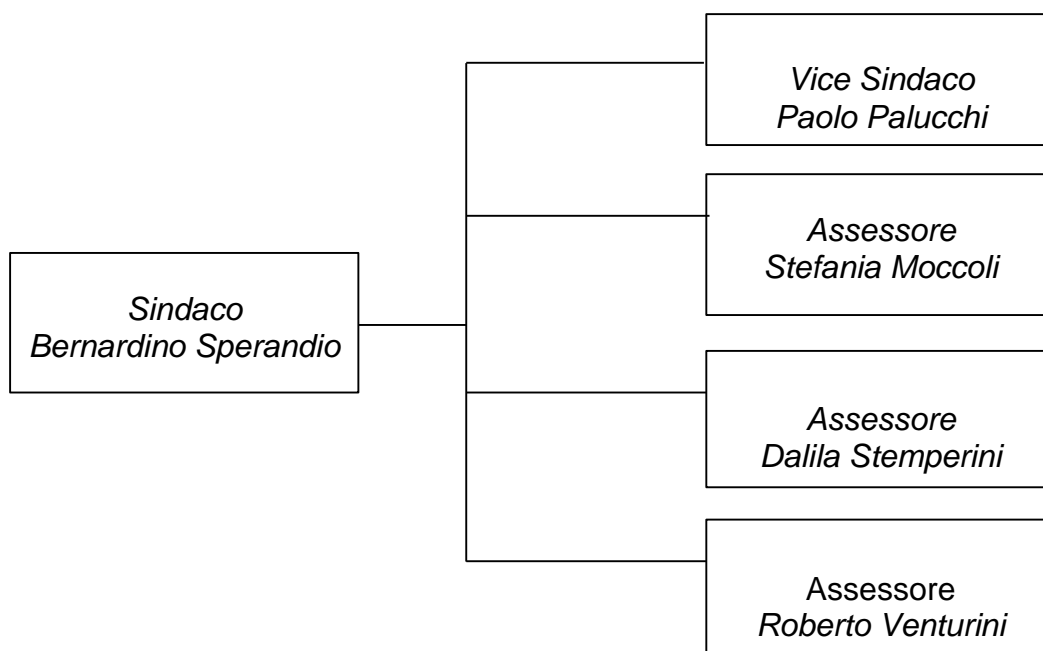 Vice Sindaco
Paolo Palucchi
Assessore
Stefania Moccoli
Sindaco
Bernardino Sperandio
Assessore
Dalila Stemperini
Assessore
Roberto Venturini